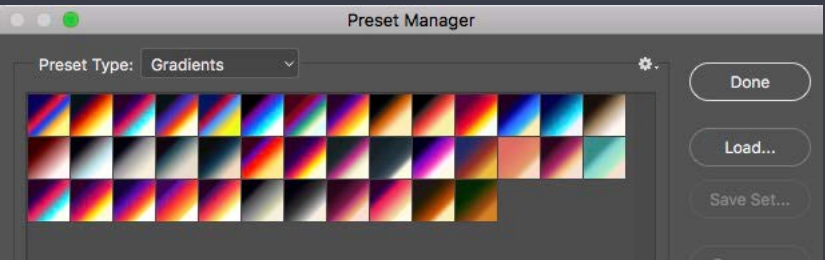 Preset Manager
Preset Type: Gradients
Done
Load...
Save Set...